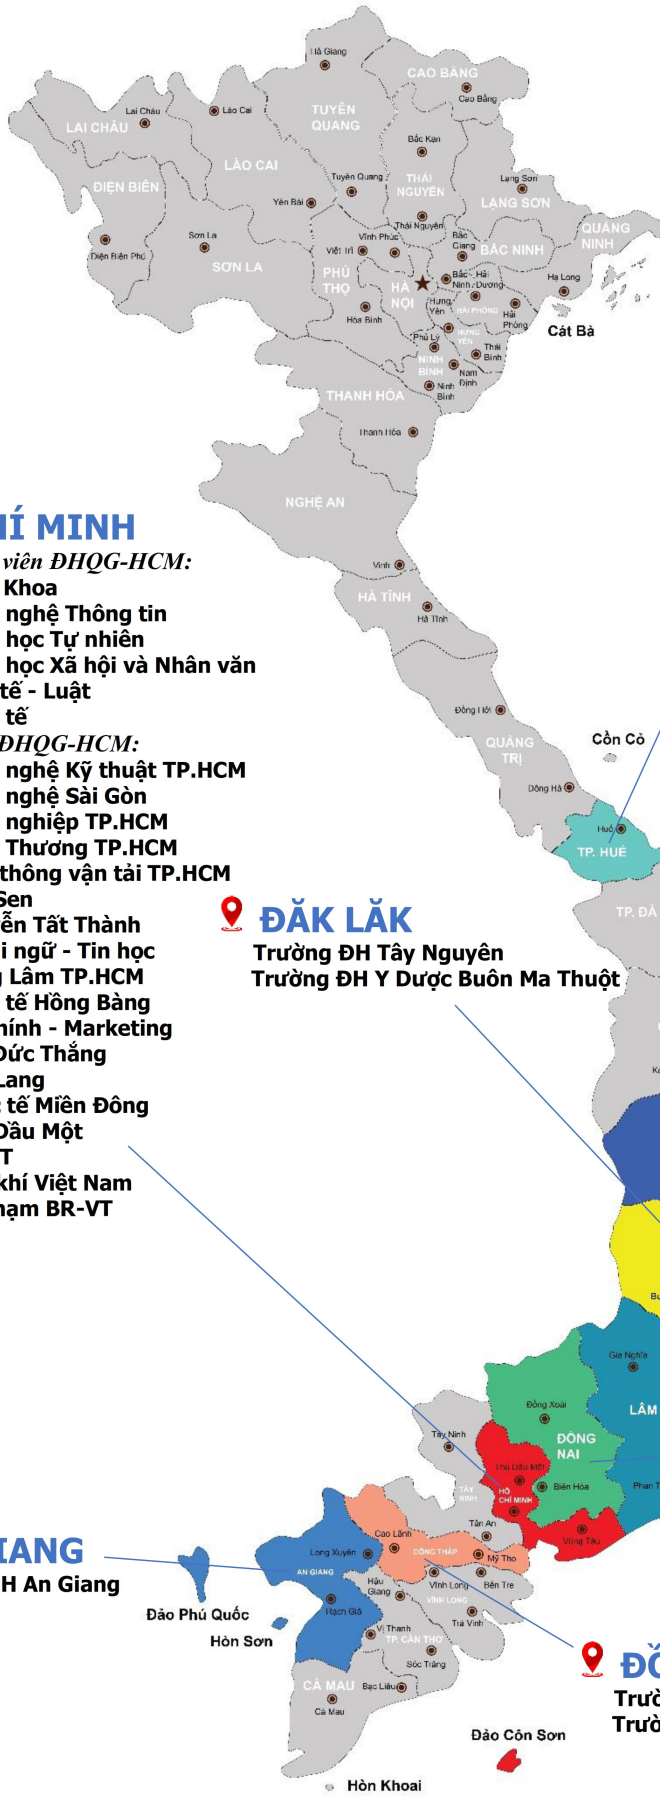 Hà Giang
CAO BẰNG
Cao Bằng
Lai Châu
LAI CHÂU
Lào Cai
TUYÊN
QUANG
Bắc Kạn
LÀO CAI
ĐIỆN BIÊN
Tuyên Quang
THÁI
NGUYÊN
Lạng Sơn
LẠNG SƠN
Yên Bái
Thái Nguyên
QUẢNG
NINH
Điện Biên Phủ
Sơn La
SƠN LA
Vĩnh Phúc
Việt Trì
Bắc
Giang
BẮC NINH
PHÚ
THỌ
HÀ
NỘI
Bắc
Ninh
Hải
Dương
Hạ Long
Hòa Bình
Hưng
Yên
HẢI PHÒNG
Hải
Phòng
Cát Bà
Phủ Lý
HƯNG
YÊN
Thái
Bình
NINH
BÌNH
Nam
Định
Ninh
Bình
THANH HÓA
Thanh Hóa
NGHỆ AN
Vinh
HÀ TĨNH
Hà Tĩnh
HÍ MINH
viên ĐHQG-HCM:
Khoa
nghệ Thông tin
học Tự nhiên
học Xã hội và Nhân văn
tế - Luật
tế
ĐHQG-HCM:
nghệ Kỹ thuật TP.HCM
nghệ Sài Gòn
nghiệp TP.HCM
Thương TP.HCM
thông vận tải TP.HCM
Sen
ễn Tất Thành
i ngữ - Tin học
g Lâm TP.HCM
tế Hồng Bàng
hính - Marketing
Đức Thắng
Lang
tế Miền Đông
Dầu Một
T
khí Việt Nam
hạm BR-VT
Đồng Hới
QUẢNG
TRỊ
Cồn Cỏ
Đông Hà
Huế
TP. HUẾ
TP. ĐÀ
ĐĂK LĂK
Trường ĐH Tây Nguyên
Trường ĐH Y Dược Buôn Ma Thuột
Gia Nghĩa
LÂM
Đồng Xoài
ĐỒNG
NAI
Biên Hòa
Phan T
Tây Ninh
TÂY
NINH
Thủ Dầu Một
HỒ
CHÍ MINH
Vũng Tàu
Tân An
Cao Lãnh
ĐỒNG THÁP
Mỹ Tho
IANG
H An Giang
Long Xuyên
AN GIANG
Rạch Giá
Hậu
Giang
Vĩnh Long
Bến Tre
VĨNH LONG
Trà Vinh
Vị Thanh
TP. CẦN THƠ
Sóc Trăng
Đảo Phú Quốc
Hòn Sơn
CÀ MAU
Bạc Liêu
Cà Mau
ĐỒ
Trườ
Trườ
Đảo Côn Sơn
Hòn Khoai